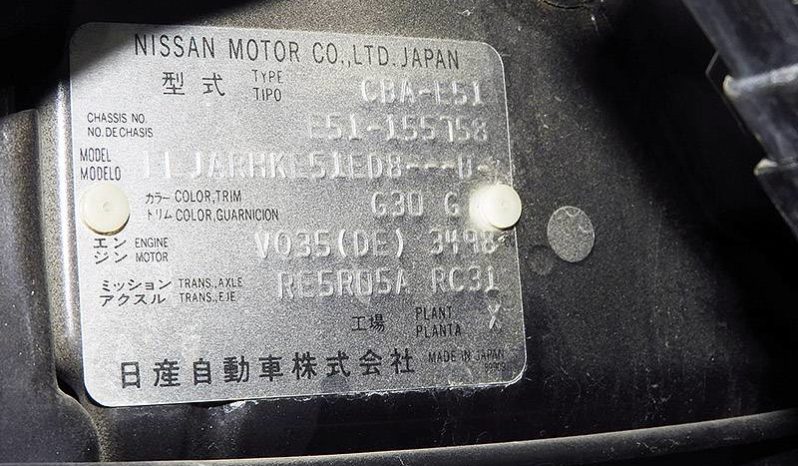 NISSAN MOTOR CO.,LTD. JAPAN
型式 TYPE TIPO CBA-E51
CHASSIS NO. NO. DE CHASIS E51-155758
MODEL MODELO
カラー COLOR,TRIM トリム COLOR,GUARNICION G30 G
エンジン ENGINE MOTOR VQ35(DE) 3498
ミッション TRANS.,AXLE アクスル TRANS.,EJE RE5R05A RC31
工場 PLANT PLANTA X
日産自動車株式会社 MADE IN JAPAN